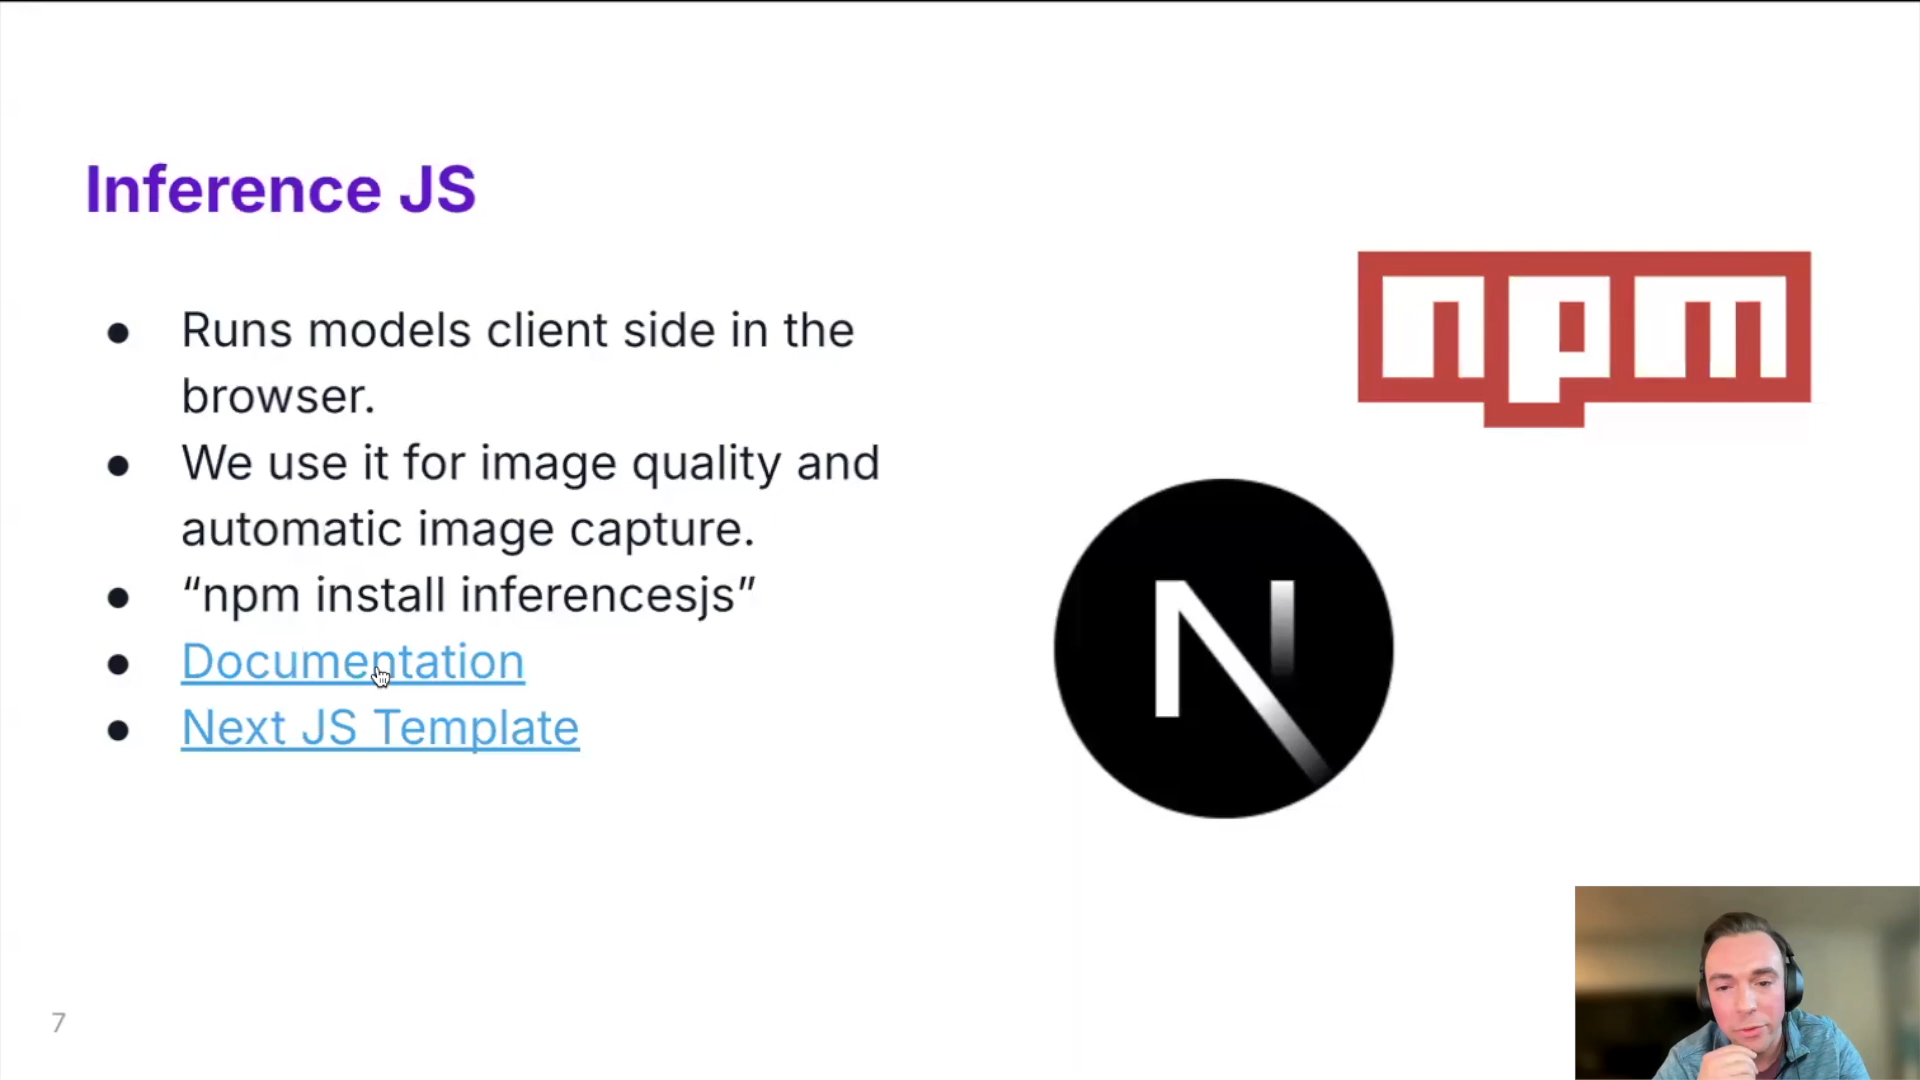 Inference JS
● Runs models client side in the
browser.
● We use it for image quality and
automatic image capture.
● “npm install inferencesjs”
● Documentation
● Next JS Template
npm
N
7